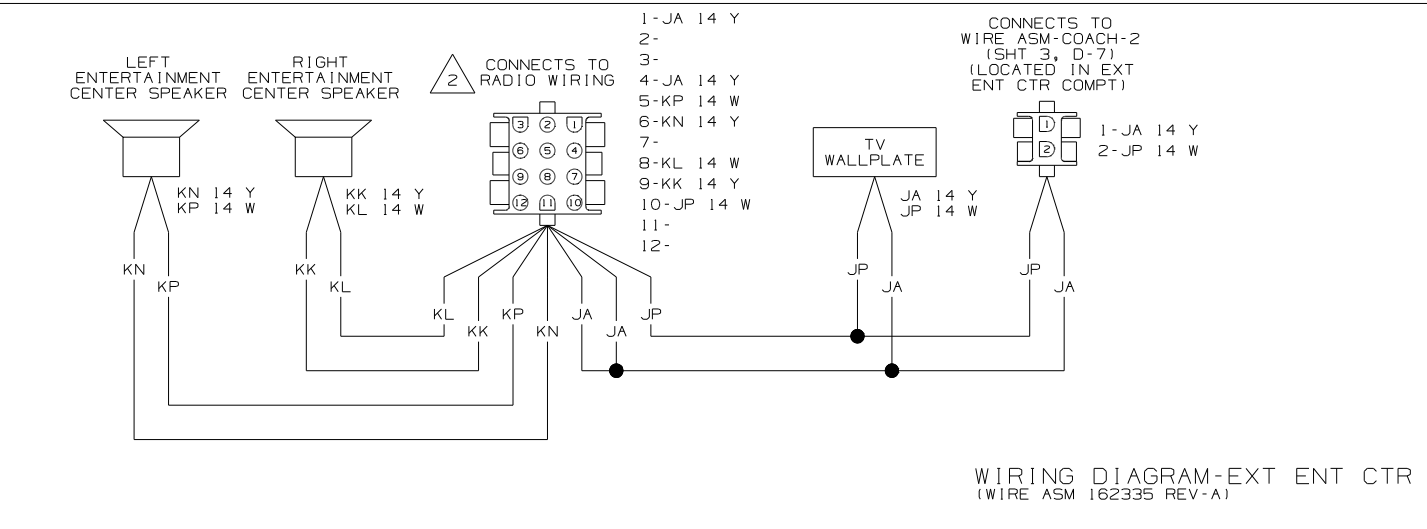 LEFT
ENTERTAINMENT
CENTER SPEAKER
RIGHT
ENTERTAINMENT
CENTER SPEAKER
2
CONNECTS TO
RADIO WIRING
1-JA 14 Y
2-
3-
4-JA 14 Y
5-KP 14 W
6-KN 14 Y
7-
8-KL 14 W
9-KK 14 Y
10-JP 14 W
11-
12-
3 2 1
6 5 4
9 8 7
12 11 10
CONNECTS TO
WIRE ASM-COACH-2
(SHT 3, D-7)
(LOCATED IN EXT
ENT CTR COMPT)
1
2
1-JA 14 Y
2-JP 14 W
TV
WALLPLATE
KN 14 Y
KP 14 W
KK 14 Y
KL 14 W
JA 14 Y
JP 14 W
KN
KP
KK
KL
KL
KK
KP
KN
JA
JA
JP
JP
JA
JP
JA
WIRING DIAGRAM-EXT ENT CTR
(WIRE ASM 162335 REV-A)